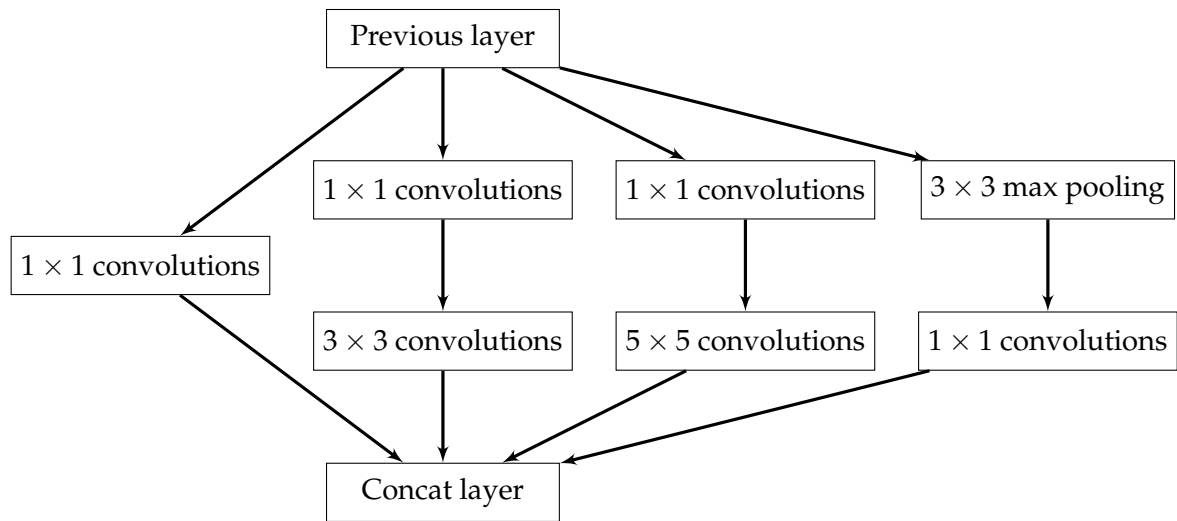 Previous layer
1 × 1 convolutions
1 × 1 convolutions
3 × 3 max pooling
1 × 1 convolutions
3 × 3 convolutions
5 × 5 convolutions
1 × 1 convolutions
Concat layer